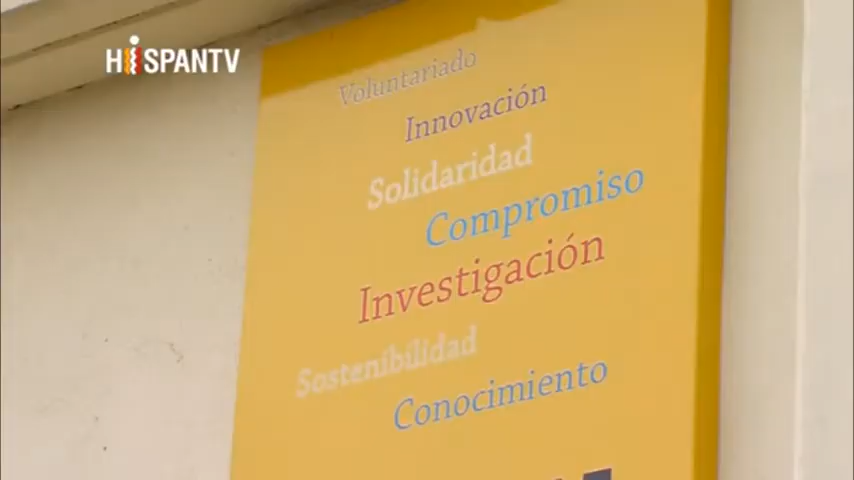 HISPANTV
Voluntariado
Innovación
Solidaridad
Compromiso
Investigación
Sostenibilidad
Conocimiento